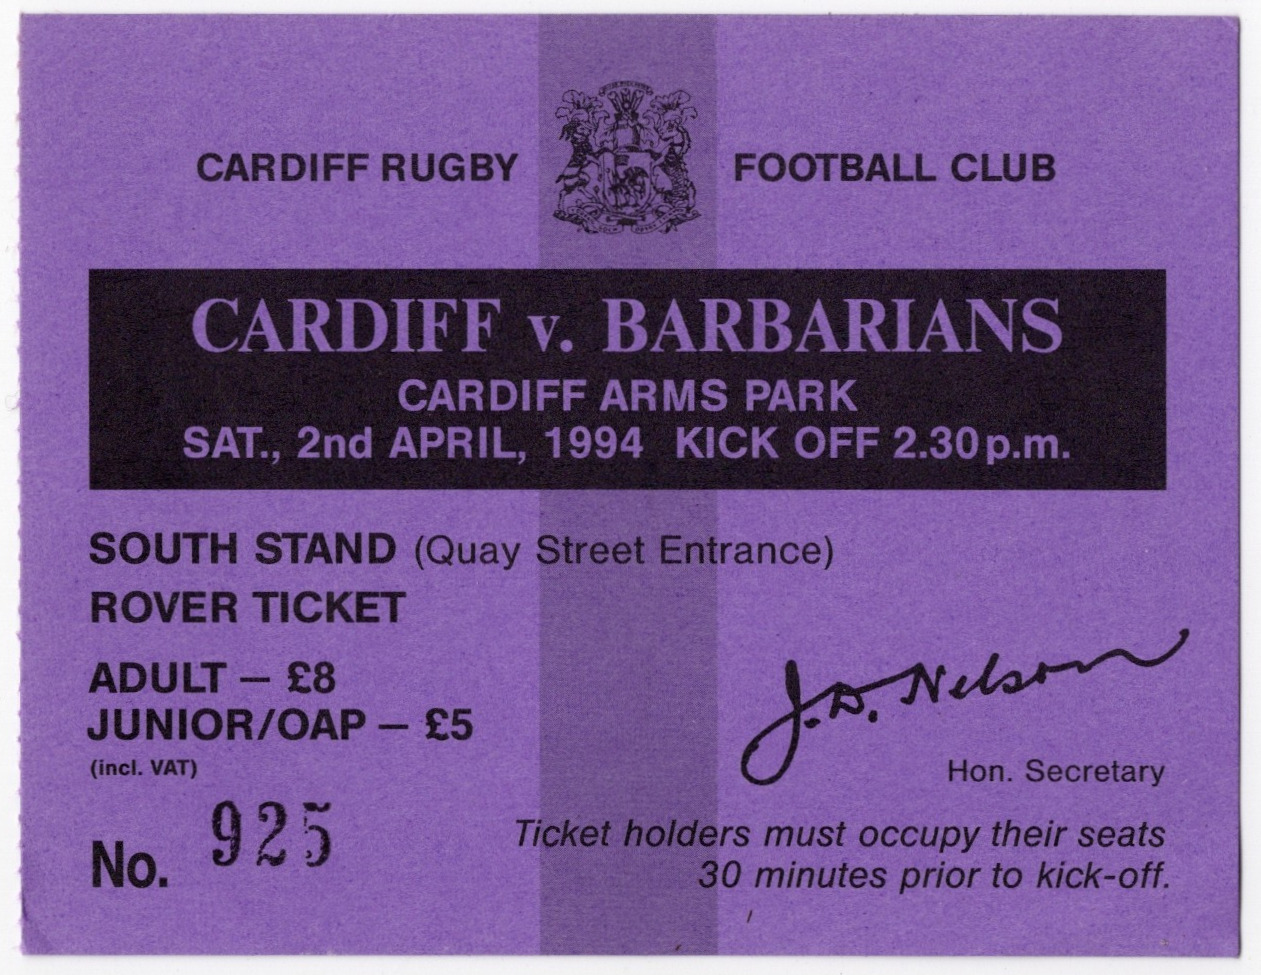 CARDIFF RUGBY FOOTBALL CLUB
CARDIFF v. BARBARIANS
CARDIFF ARMS PARK
SAT., 2nd APRIL, 1994 KICK OFF 2.30p.m.
SOUTH STAND (Quay Street Entrance)
ROVER TICKET
ADULT – £8
JUNIOR/OAP – £5
(incl. VAT)
J. D. Nelson
Hon. Secretary
No. 925
Ticket holders must occupy their seats
30 minutes prior to kick-off.